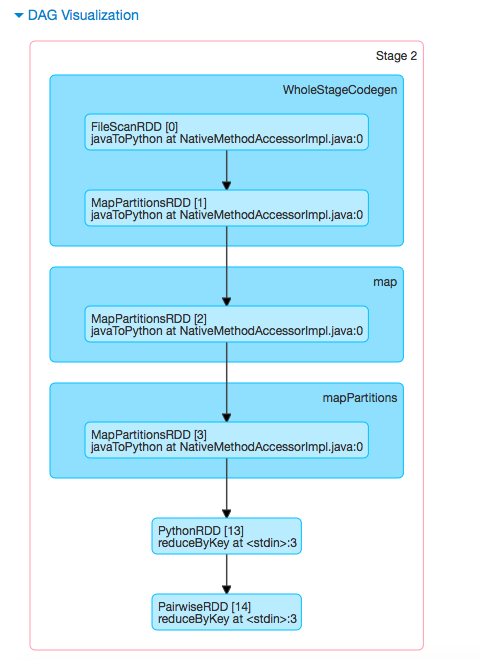 DAG Visualization
Stage 2
WholeStageCodegen
FileScanRDD [0]
javaToPython at NativeMethodAccessorImpl.java:0
MapPartitionsRDD [1]
javaToPython at NativeMethodAccessorImpl.java:0
map
MapPartitionsRDD [2]
javaToPython at NativeMethodAccessorImpl.java:0
mapPartitions
MapPartitionsRDD [3]
javaToPython at NativeMethodAccessorImpl.java:0
PythonRDD [13]
reduceByKey at <stdin>:3
PairwiseRDD [14]
reduceByKey at <stdin>:3